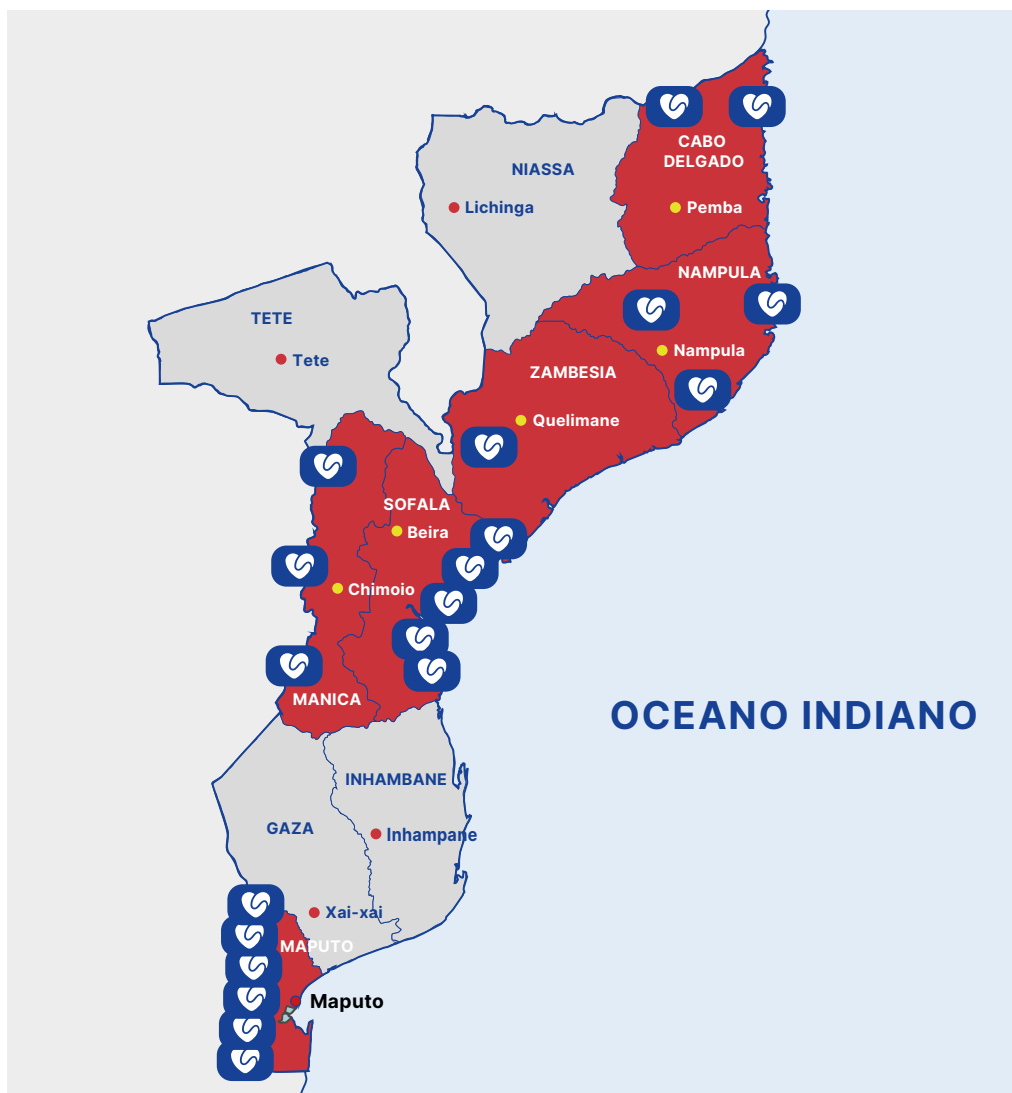 CABO
DELGADO
NIASSA
Lichinga
Pemba
NAMPULA
TETE
Tete
Nampula
ZAMBESIA
Quelimane
SOFALA
Beira
Chimoio
MANICA
OCEANO INDIANO
INHAMBANE
GAZA
Inhampane
Xai-xai
MAPUTO
Maputo